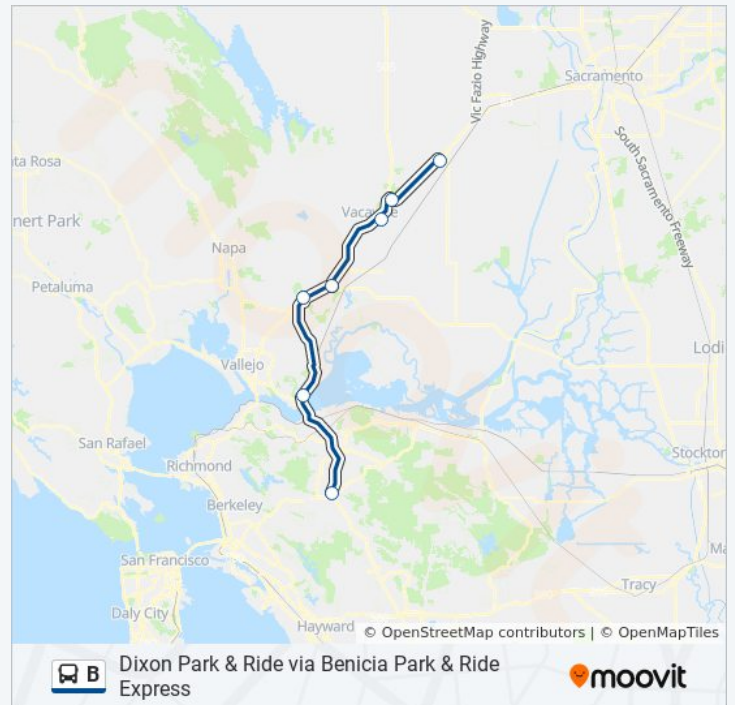 Vic Fazio Highway
Sacramento
South Sacramento Freeway
nta Rosa
Vacaville
nert Park
Napa
Petaluma
Lodi
Vallejo
San Rafael
Stockton
Richmond
Berkeley
San Francisco
Tracy
Daly City
Hayward
© OpenStreetMap contributors | © OpenMapTiles
B
Dixon Park & Ride via Benicia Park & Ride
Express
moovit